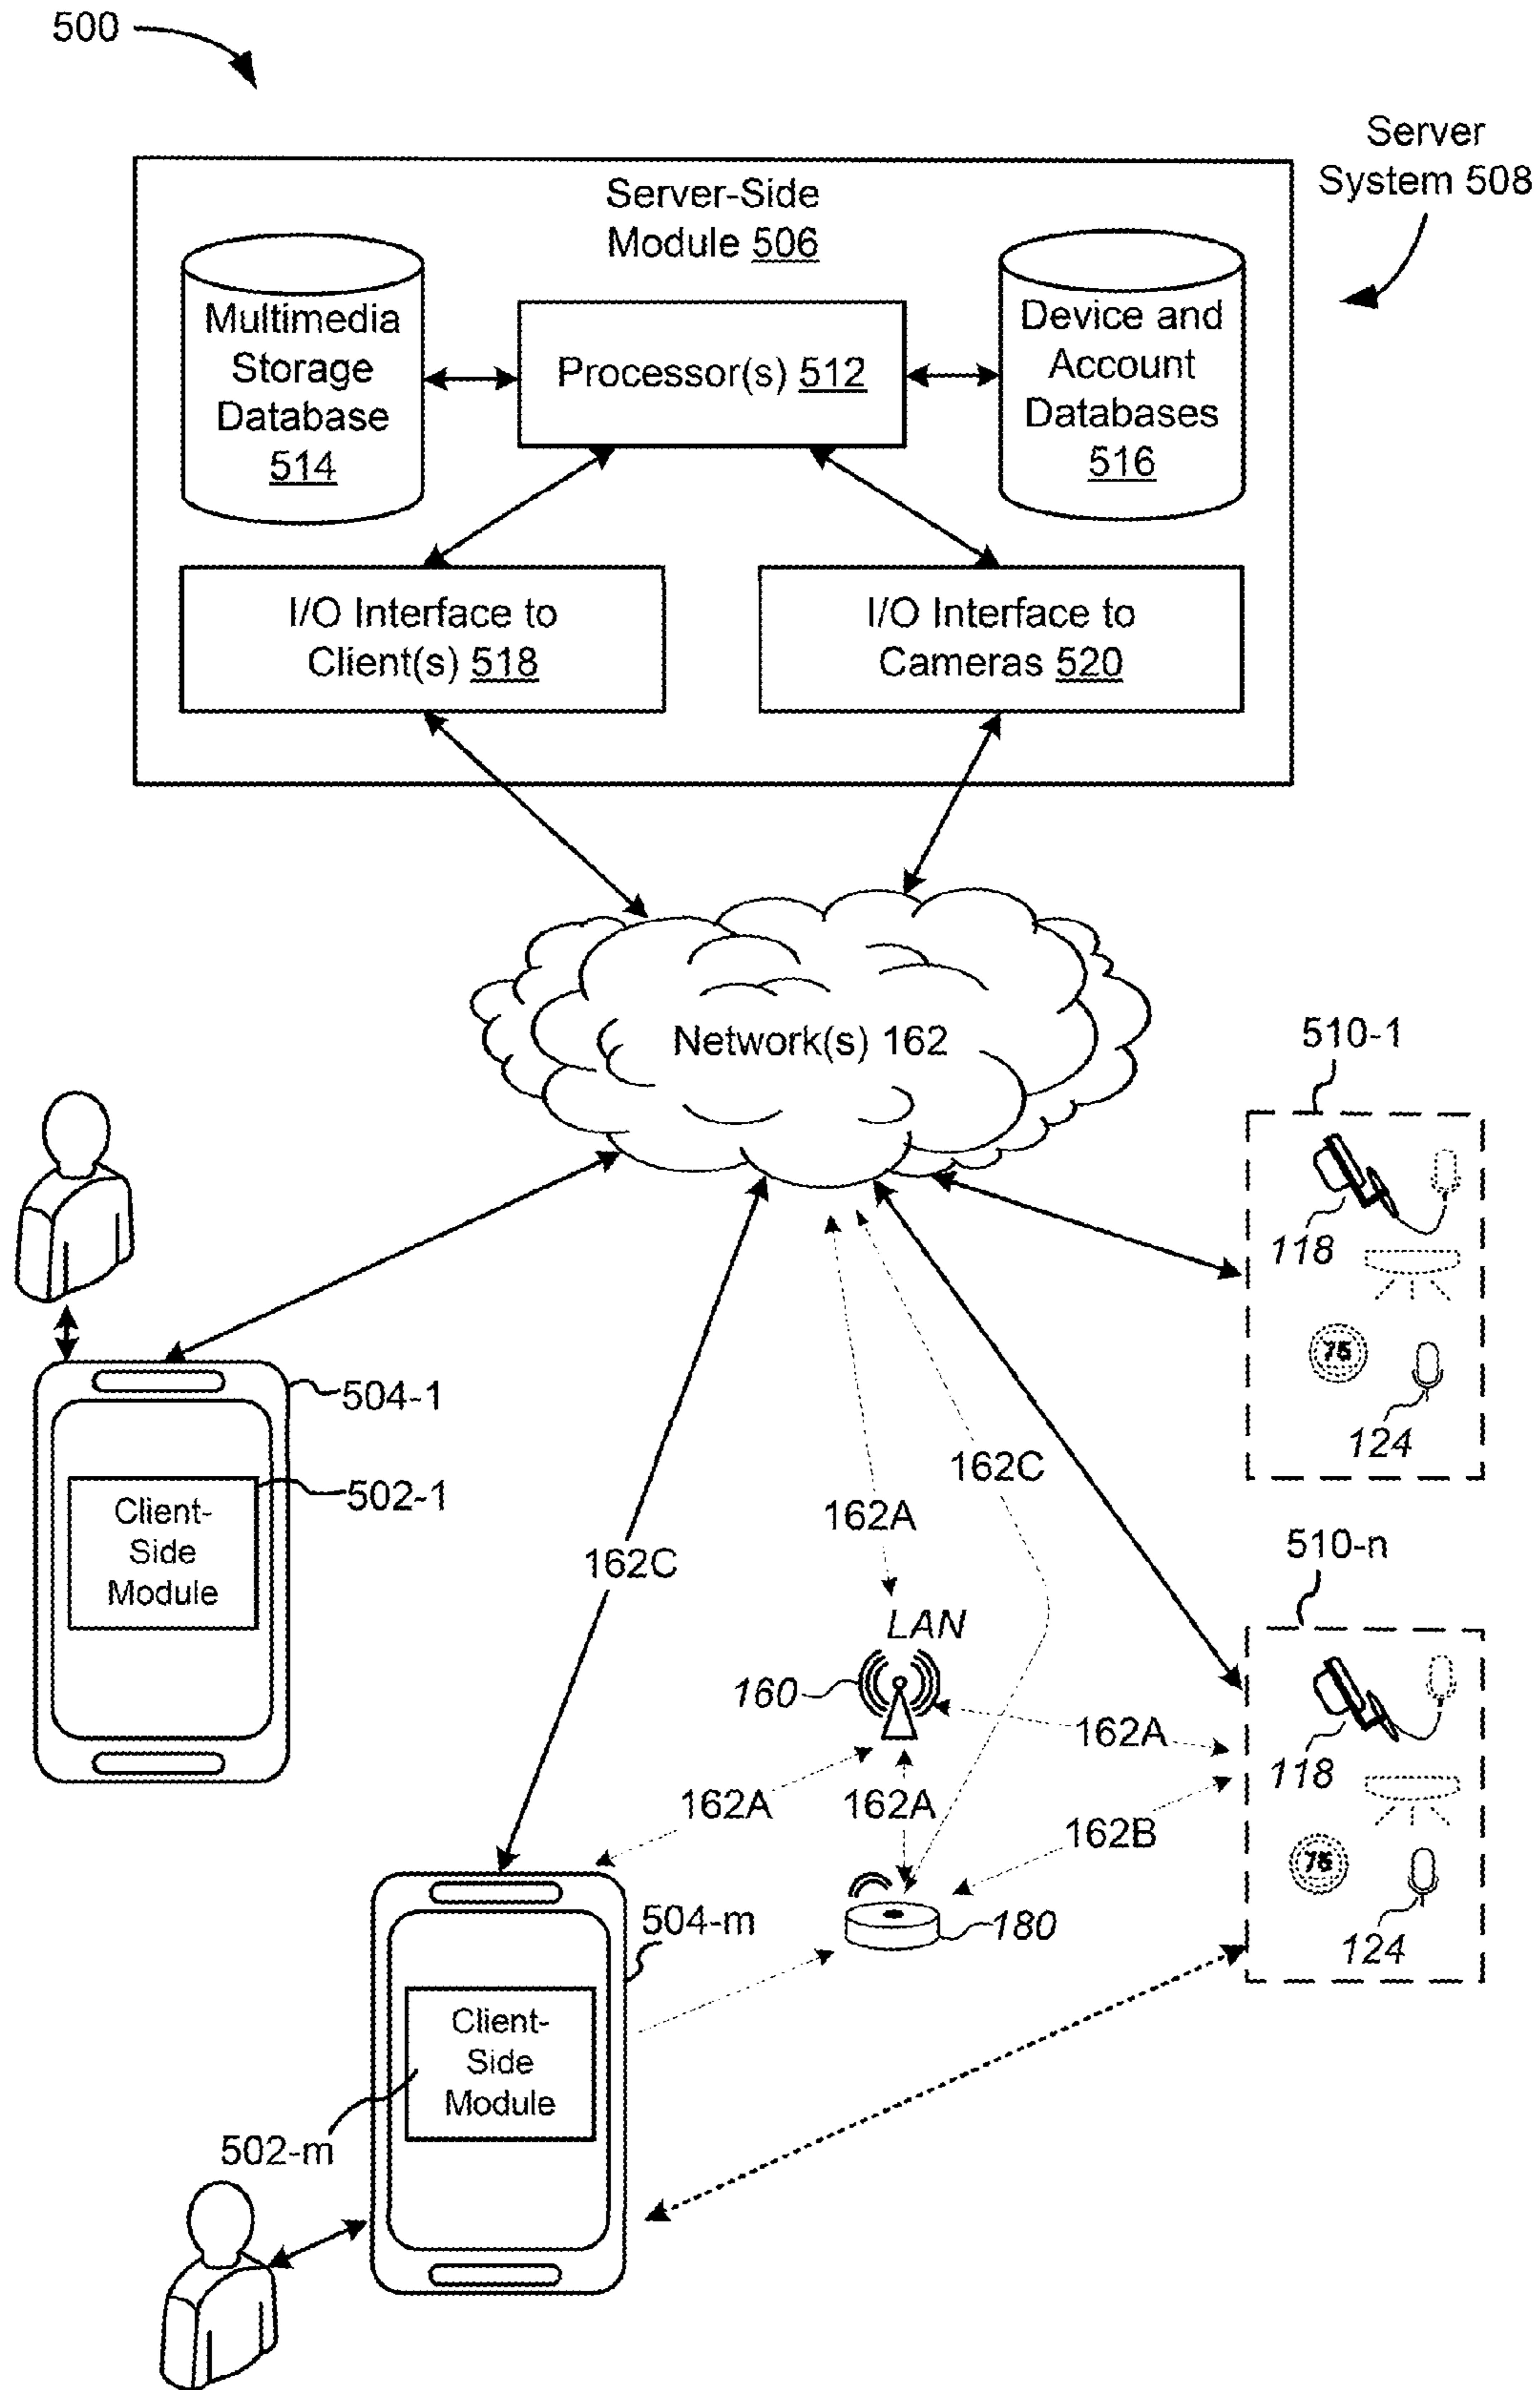 500
Server
System 508
Server-Side
Module 506
Multimedia
Storage
Database
514
Processor(s) 512
Device and
Account
Databases
516
I/O Interface to
Client(s) 518
I/O Interface to
Cameras 520
Network(s) 162
510-1
118
75
124
504-1
502-1
Client-
Side
Module
162C
162A
162C
LAN
160
162A
162A
162A
162B
180
510-n
118
75
124
504-m
Client-
Side
Module
502-m